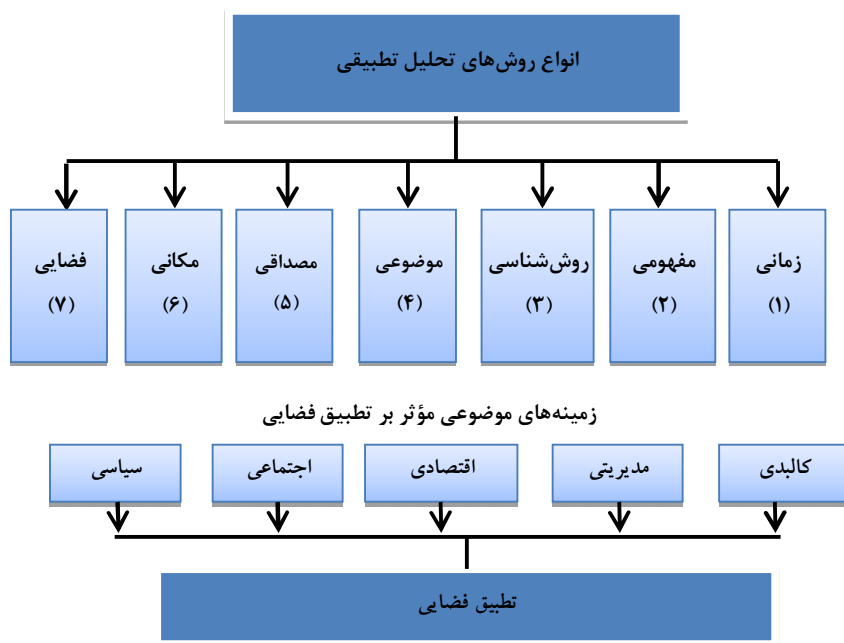 انواع روش‌های تحلیل تطبیقی
زمانی
(۱)
مفهومی
(۲)
روش‌شناسی
(۳)
موضوعی
(۴)
مصداقی
(۵)
مکانی
(۶)
فضایی
(۷)
زمینه‌های موضوعی مؤثر بر تطبیق فضایی
کالبدی
مدیریتی
اقتصادی
اجتماعی
سیاسی
تطبیق فضایی